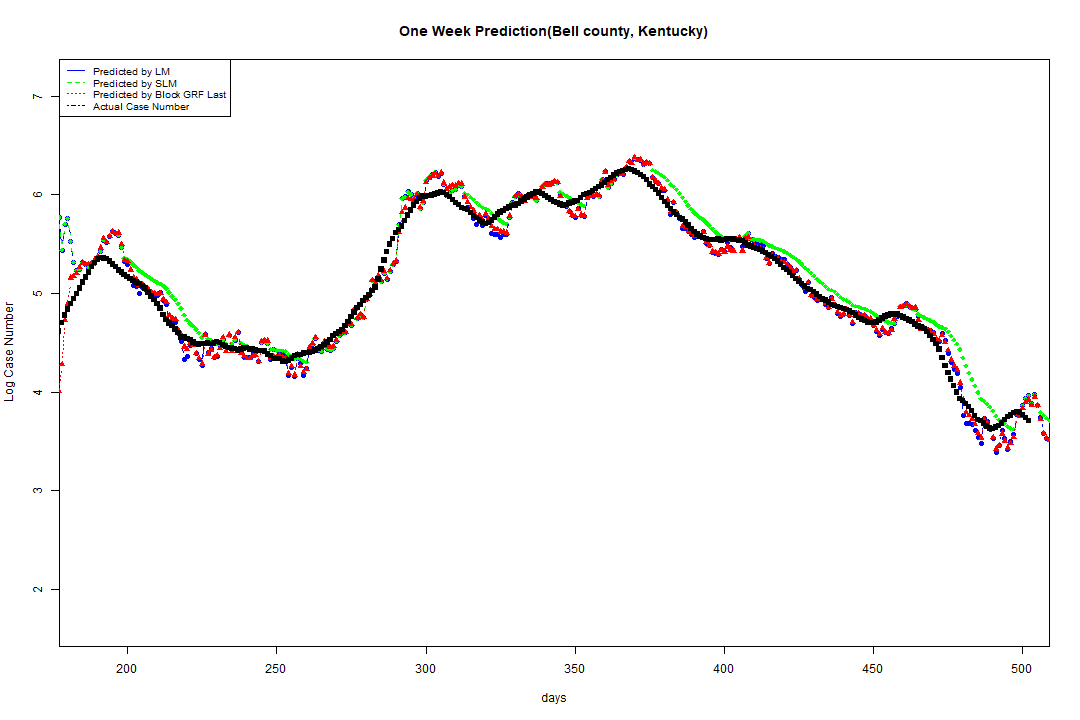 One Week Prediction(Bell county, Kentucky)
Predicted by LM
Predicted by SLM
Predicted by Block GRF Last
Actual Case Number
7
6
5
4
3
2
Log Case Number
200 250 300 350 400 450 500
days